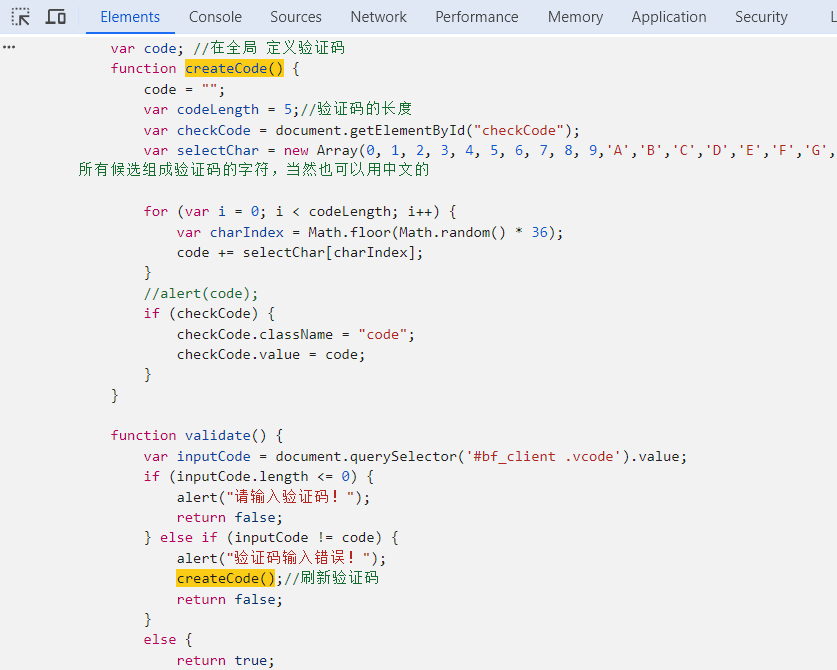 Elements Console Sources Network Performance Memory Application Security L
...
var code; //在全局 定义验证码
function createCode() {
code = "";
var codeLength = 5;//验证码的长度
var checkCode = document.getElementById("checkCode");
var selectChar = new Array(0, 1, 2, 3, 4, 5, 6, 7, 8, 9,'A','B','C','D','E','F','G',
所有候选组成验证码的字符，当然也可以用中文的
for (var i = 0; i < codeLength; i++) {
var charIndex = Math.floor(Math.random() * 36);
code += selectChar[charIndex];
}
//alert(code);
if (checkCode) {
checkCode.className = "code";
checkCode.value = code;
}
}
function validate() {
var inputCode = document.querySelector('#bf_client .vcode').value;
if (inputCode.length <= 0) {
alert("请输入验证码！");
return false;
} else if (inputCode != code) {
alert("验证码输入错误！");
createCode();//刷新验证码
return false;
}
else {
return true;